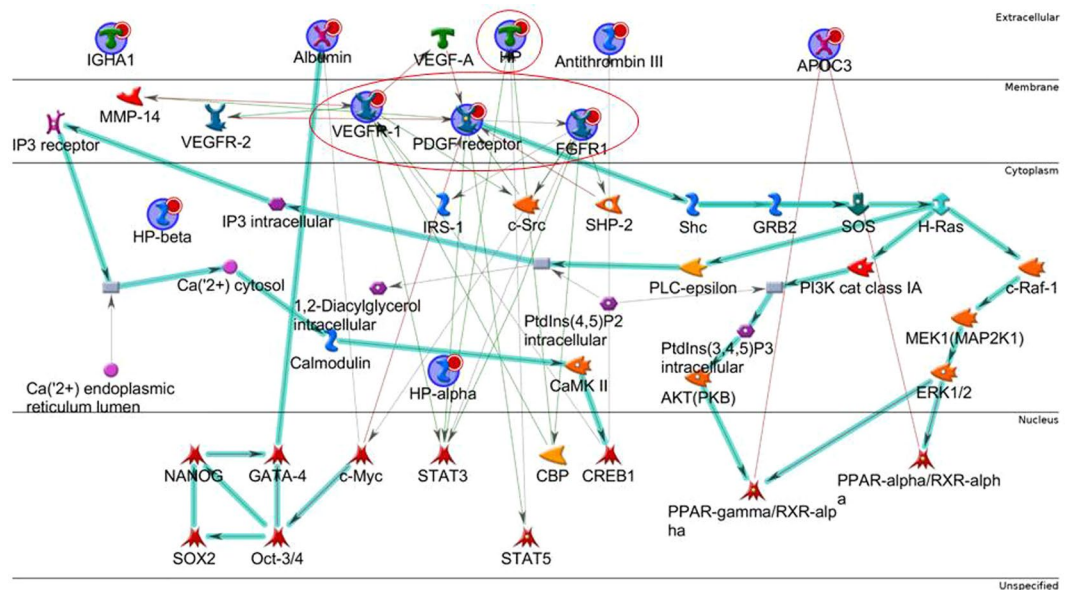 Extracellular
IGHA1
Albumin
VEGF-A
HP
Antithrombin III
APOC3
Membrane
MMP-14
IP3 receptor
VEGFR-2
VEGFR-1
PDGF receptor
FGFR1
Cytoplasm
HP-beta
IP3 intracellular
IRS-1
c-Src
SHP-2
Shc
GRB2
SOS
H-Ras
Ca('2+) cytosol
1,2-Diacylglycerol
intracellular
PLC-epsilon
PI3K cat class IA
c-Raf-1
PtdIns(4,5)P2
intracellular
MEK1(MAP2K1)
PtdIns(3,4,5)P3
intracellular
Calmodulin
Ca('2+) endoplasmic
reticulum lumen
HP-alpha
CaMK II
AKT(PKB)
ERK1/2
Nucleus
NANOG
GATA-4
c-Myc
STAT3
CBP
CREB1
PPAR-alpha/RXR-alph
a
PPAR-gamma/RXR-alp
ha
SOX2
Oct-3/4
STAT5
Unspecified